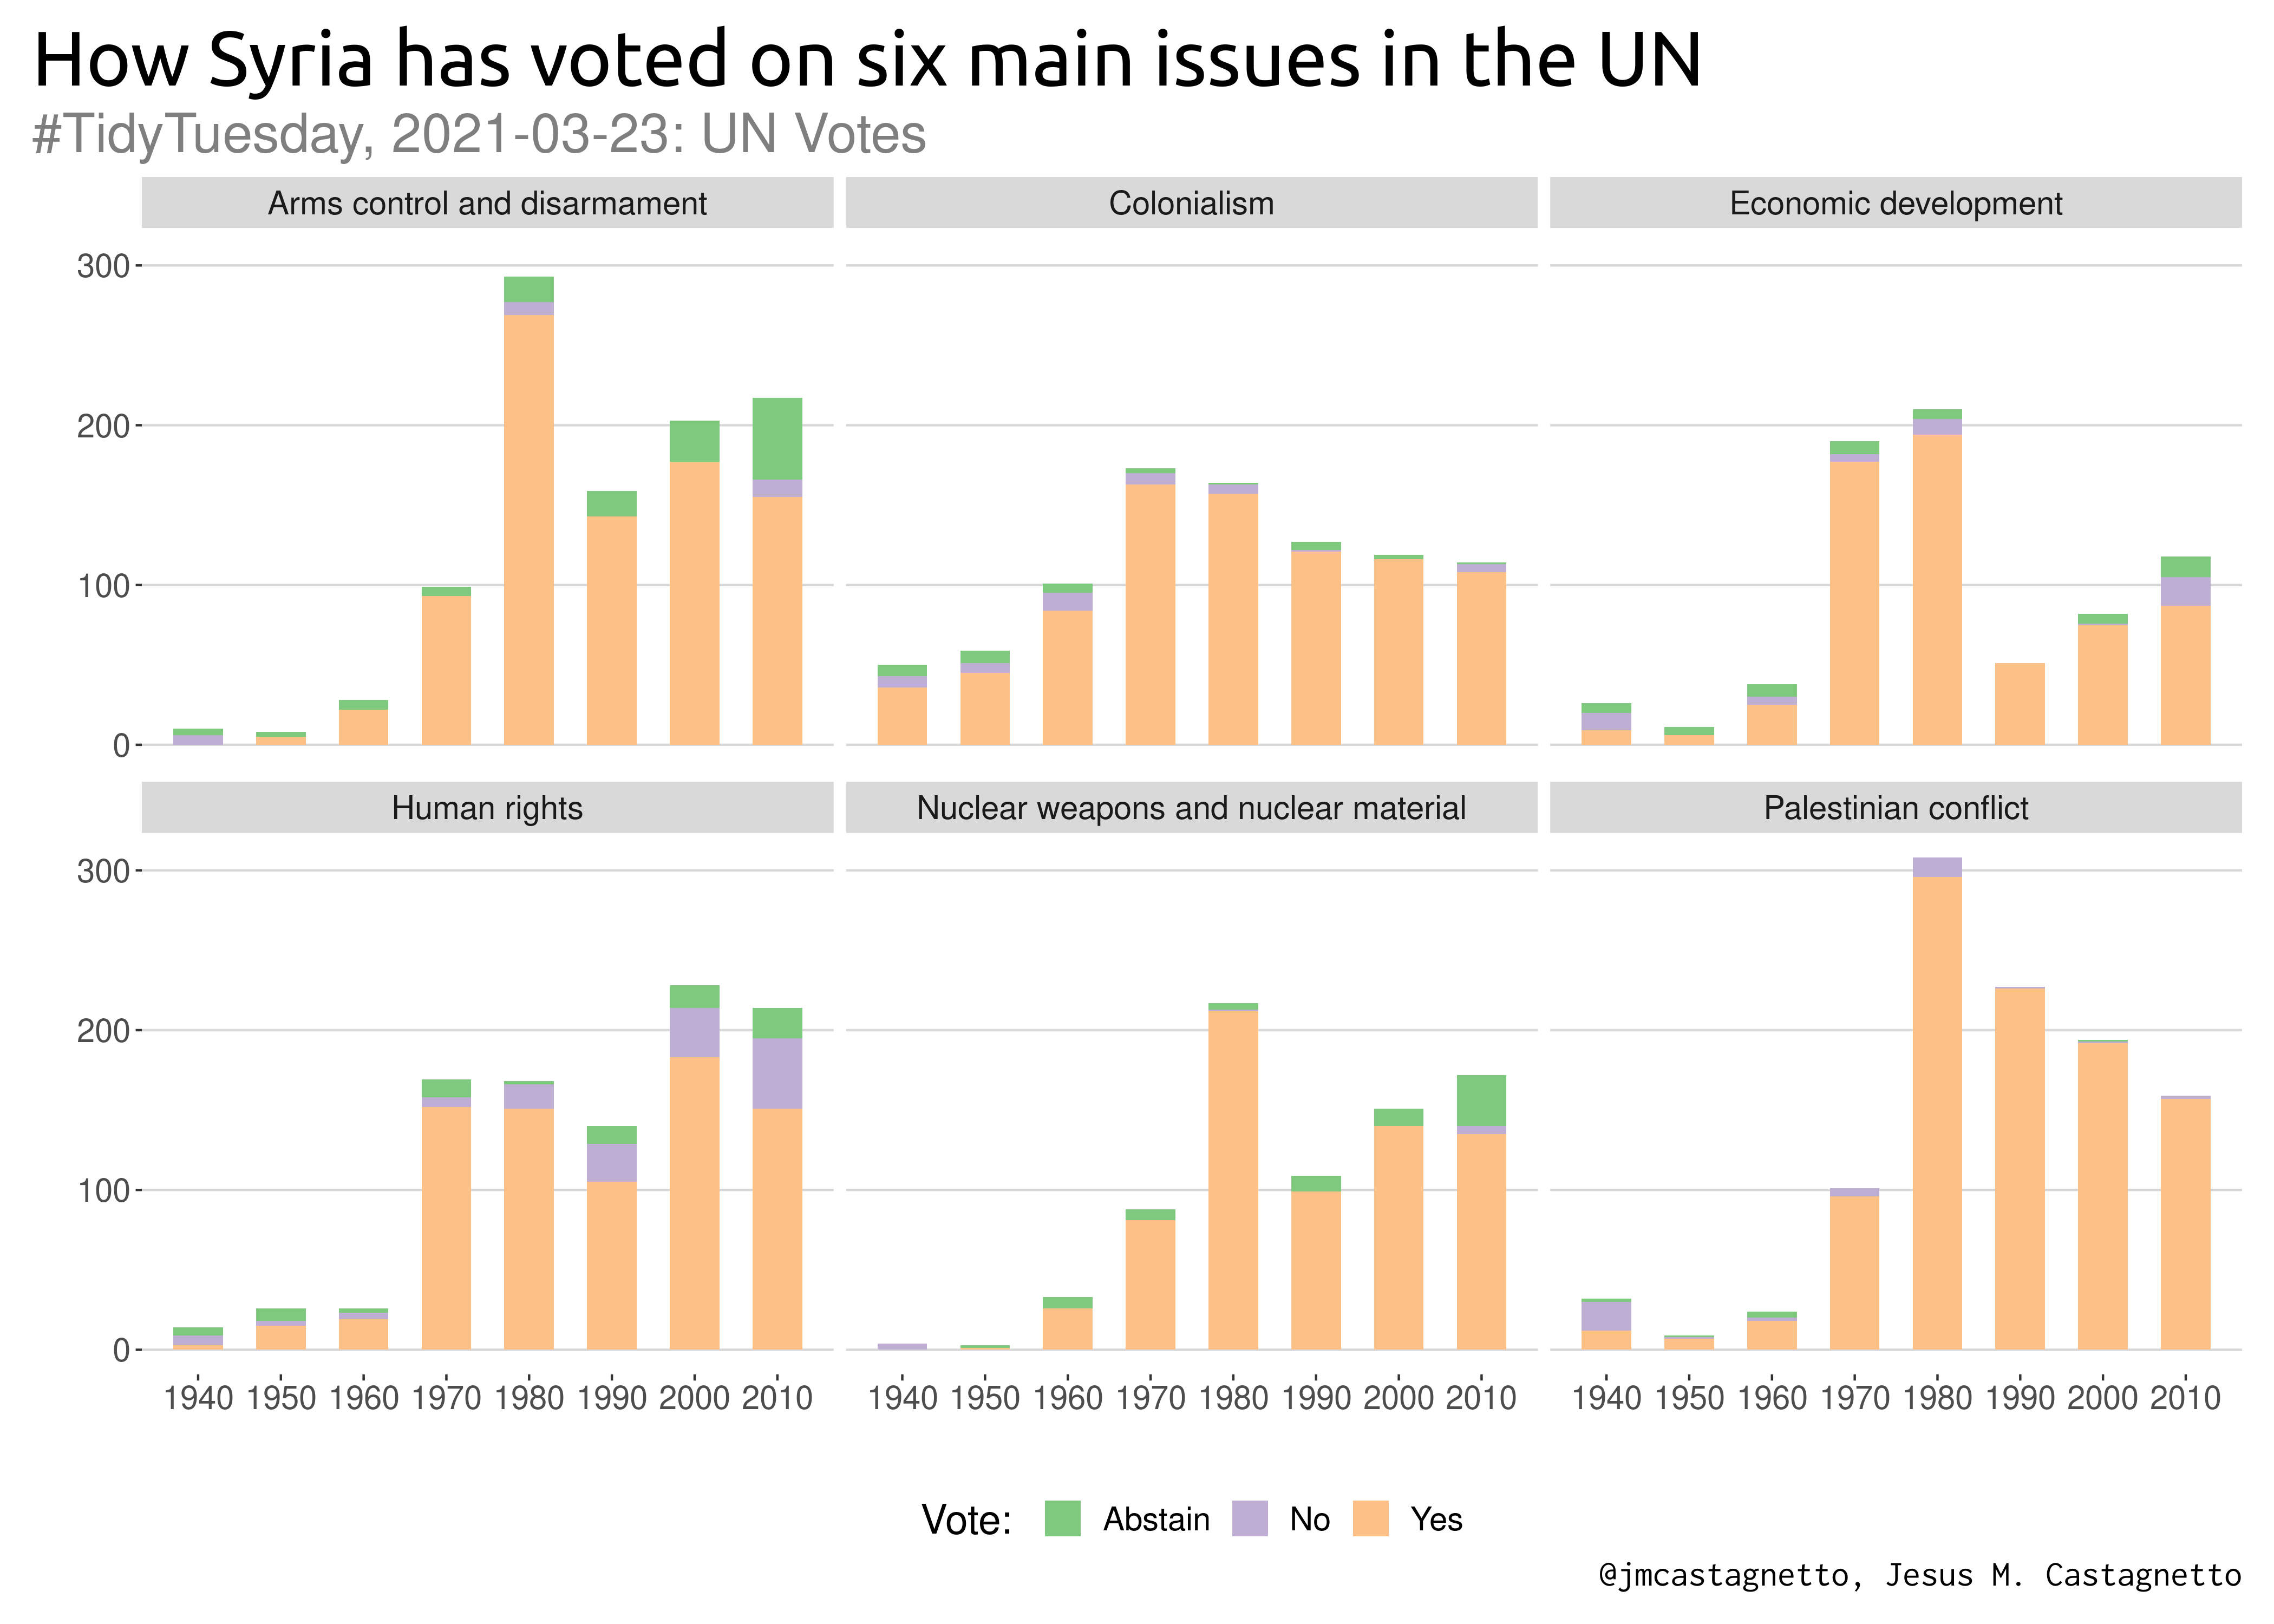 How Syria has voted on six main issues in the UN
#TidyTuesday, 2021-03-23: UN Votes
Arms control and disarmament
Colonialism
Economic development
300
200
100
0
Human rights
Nuclear weapons and nuclear material
Palestinian conflict
300
200
100
0
1940 1950 1960 1970 1980 1990 2000 2010
1940 1950 1960 1970 1980 1990 2000 2010
1940 1950 1960 1970 1980 1990 2000 2010
Vote: Abstain No Yes
@jmcastagnetto, Jesus M. Castagnetto